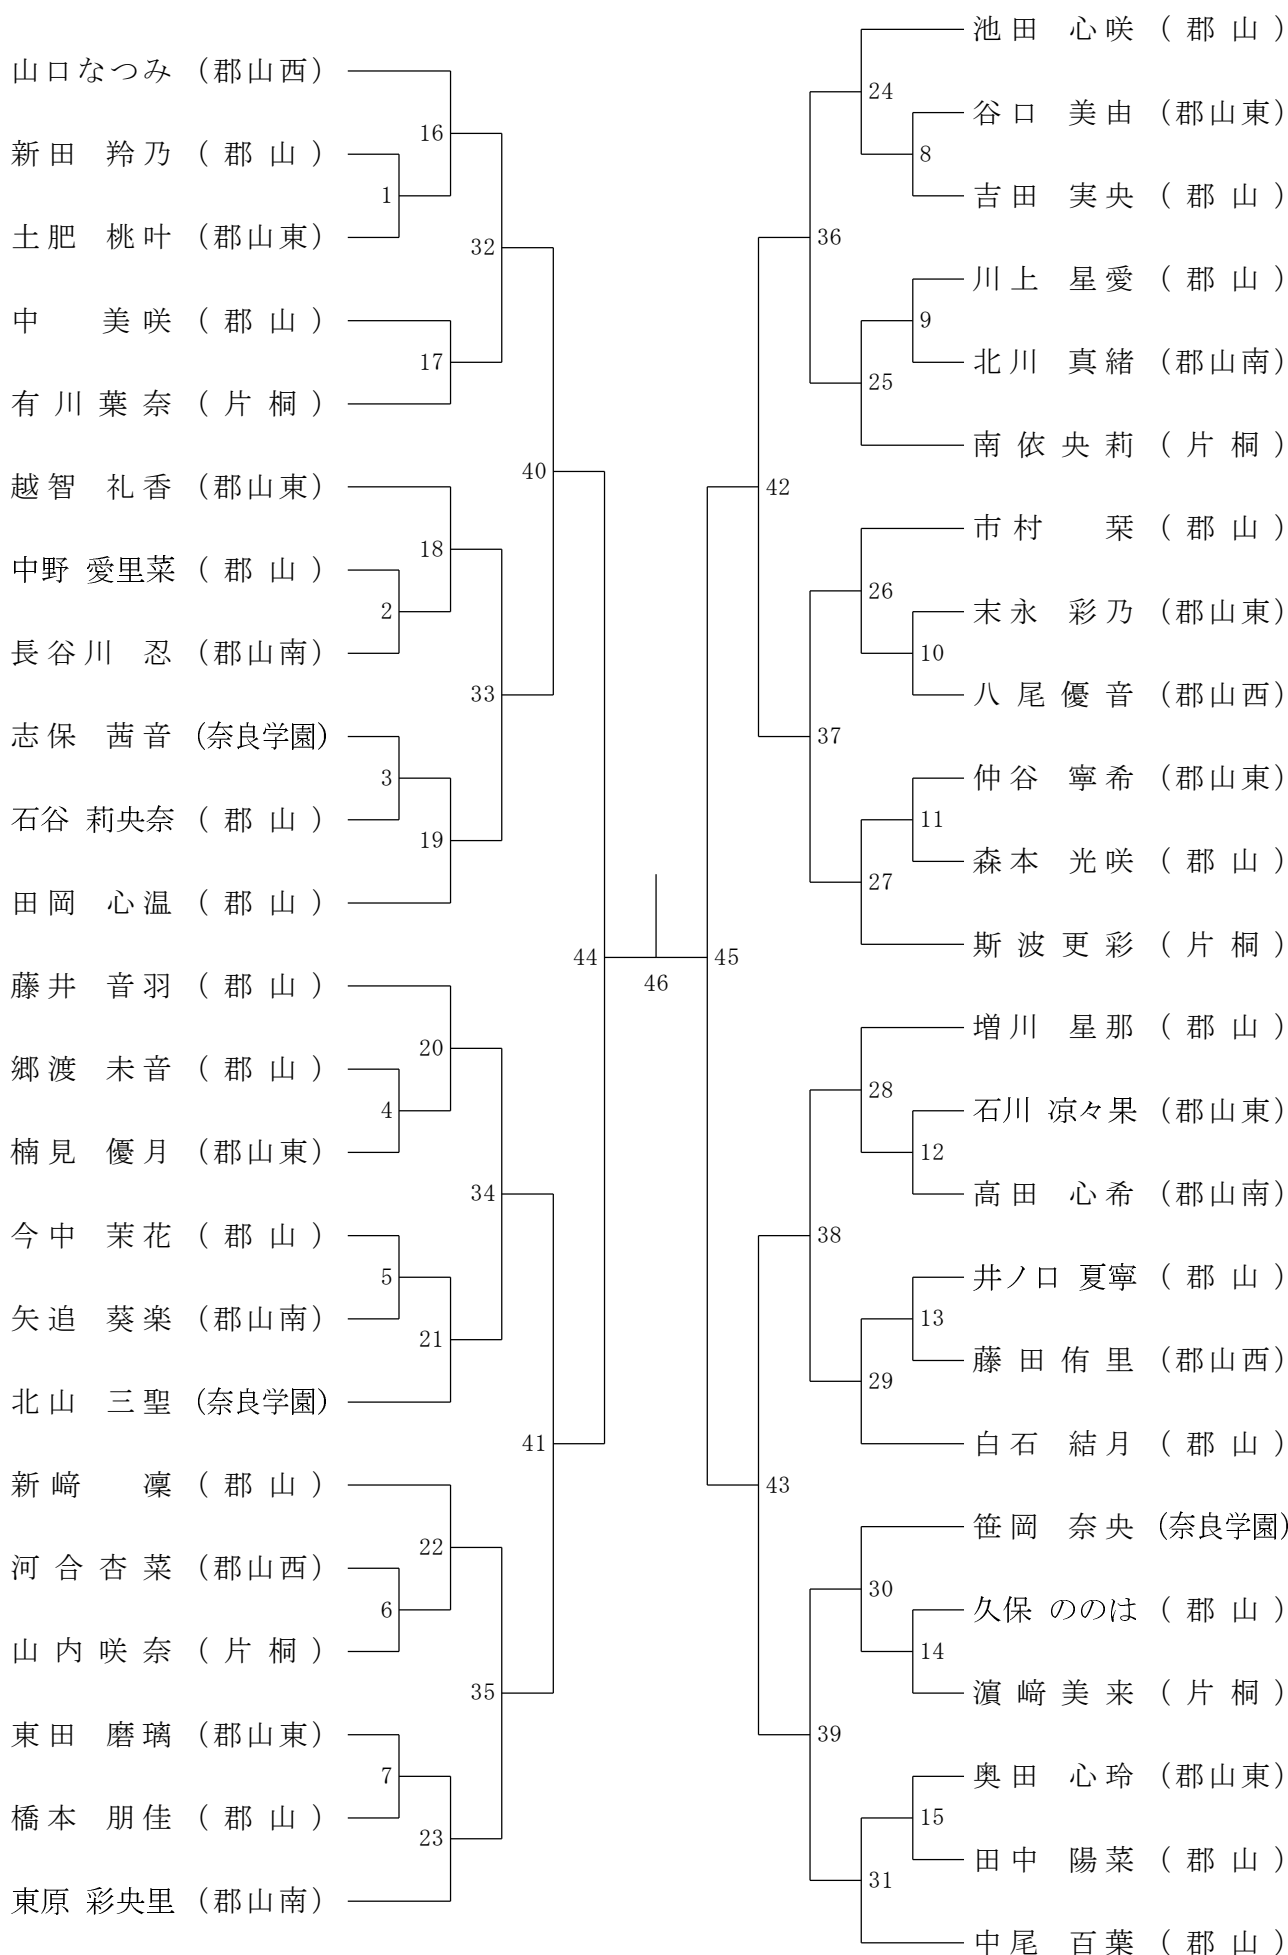 山口なつみ (郡山西)
新田 羚乃 (郡山)
土肥 桃叶 (郡山東)
中 美咲 (郡山)
有川葉奈 (片桐)
越智 礼香 (郡山東)
中野 愛里菜 (郡山)
長谷川 忍 (郡山南)
志保 茜音 (奈良学園)
石谷 莉央奈 (郡山)
田岡 心温 (郡山)
藤井 音羽 (郡山)
郷渡 未音 (郡山)
楠見 優月 (郡山東)
今中 茉花 (郡山)
矢追 葵楽 (郡山南)
北山 三聖 (奈良学園)
新﨑 凜 (郡山)
河合杏菜 (郡山西)
山内咲奈 (片桐)
東田 磨璃 (郡山東)
橋本 朋佳 (郡山)
東原 彩央里 (郡山南)
1
2
3
4
5
6
7
16
17
18
19
20
21
22
23
32
33
34
35
40
41
44
46
45
42
43
36
37
38
39
24
25
26
27
28
29
30
31
8
9
10
11
12
13
14
15
池田 心咲 (郡山)
谷口 美由 (郡山東)
吉田 実央 (郡山)
川上 星愛 (郡山)
北川 真緒 (郡山南)
南依央莉 (片桐)
市村 栞 (郡山)
末永 彩乃 (郡山東)
八尾優音 (郡山西)
仲谷 寧希 (郡山東)
森本 光咲 (郡山)
斯波更彩 (片桐)
増川 星那 (郡山)
石川 凉々果 (郡山東)
高田 心希 (郡山南)
井ノ口 夏寧 (郡山)
藤田侑里 (郡山西)
白石 結月 (郡山)
笹岡 奈央 (奈良学園)
久保 ののは (郡山)
濵﨑美来 (片桐)
奥田 心玲 (郡山東)
田中 陽菜 (郡山)
中尾 百葉 (郡山)